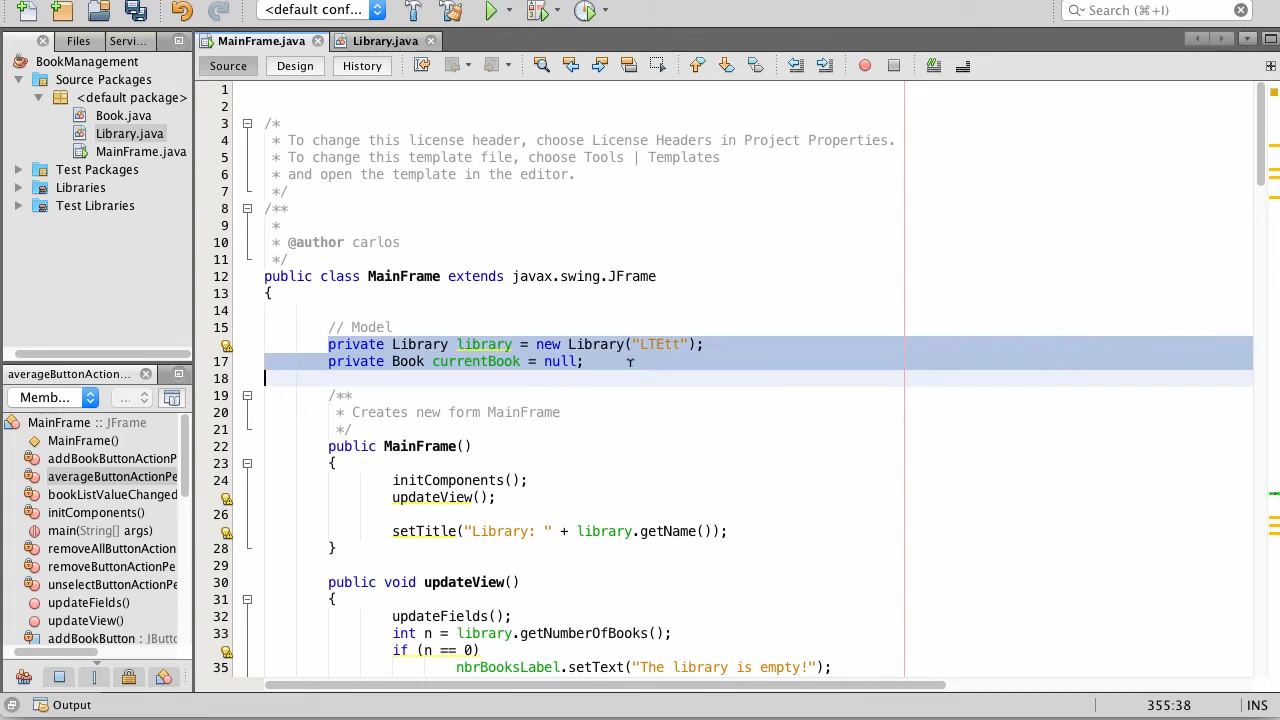 <default conf...
Search (⌘+I)
Files
Servi...
MainFrame.java
Library.java
BookManagement
Source Packages
<default package>
Book.java
Library.java
MainFrame.java
Test Packages
Libraries
Test Libraries
averageButtonAction...
Memb...
...
MainFrame :: JFrame
MainFrame()
addBookButtonActionP
averageButtonActionPe
bookListValueChanged
initComponents()
main(String[] args)
removeAllButtonAction
removeButtonActionPe
unselectButtonActionPe
updateFields()
updateView()
addBookButton : JButto
Source
Design
History
1
2
3 /*
4 * To change this license header, choose License Headers in Project Properties.
5 * To change this template file, choose Tools | Templates
6 * and open the template in the editor.
7 */
8 /**
9 *
10 * @author carlos
11 */
12 public class MainFrame extends javax.swing.JFrame
13 {
14
15 // Model
private Library library = new Library("LTEtt");
17 private Book currentBook = null;
18
19 /**
20 * Creates new form MainFrame
21 */
22 public MainFrame()
23 {
24 initComponents();
updateView();
26
setTitle("Library: " + library.getName());
28 }
29
30 public void updateView()
31 {
32 updateFields();
33 int n = library.getNumberOfBooks();
if (n == 0)
35 nbrBooksLabel.setText("The library is empty!");
Output
355:38
INS